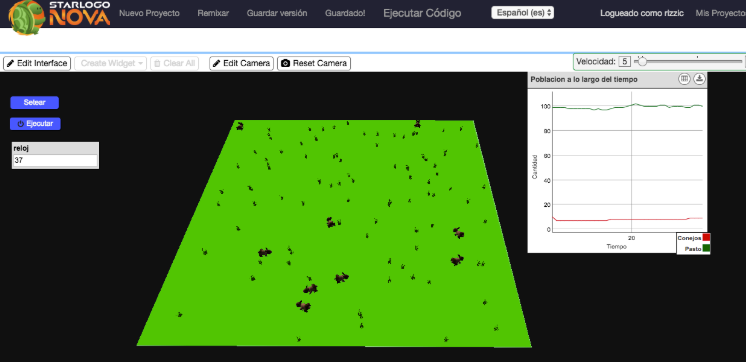 STARLOGO
NOVA
Nuevo Proyecto Remixar Guardar versión Guardado! Ejecutar Código Español (es) Logueado como rlzzic Mis Proyecto
Edit Interface Create Widget Clear All Edit Camera Reset Camera Velocidad: 5
Setear
Ejecutar
reloj
37
Poblacion a lo largo del tiempo
100
80
60
40
20
0
Cantidad
20
Tiempo
Conejos
Pasto